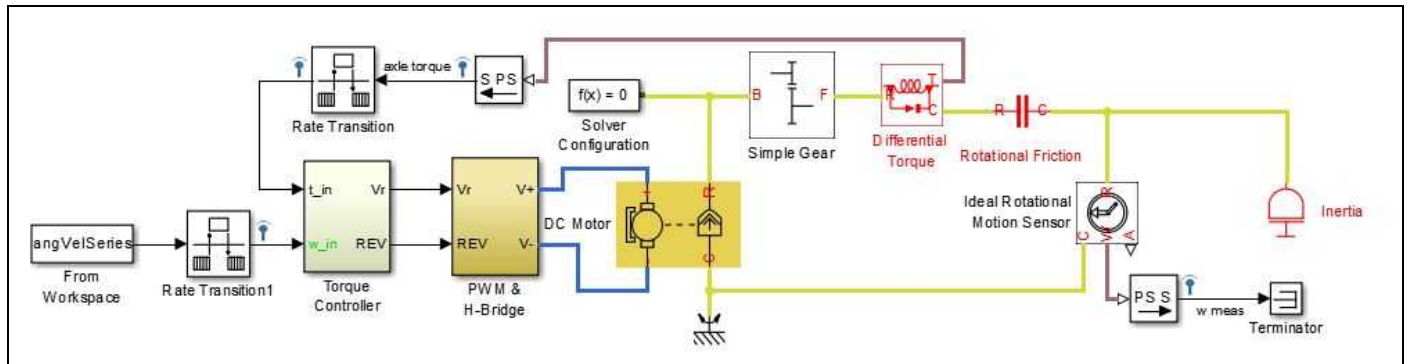 axle torque
S PS
Rate Transition
f(x) = 0
Solver
Configuration
B
F
Simple Gear
R
T
C
Differential
Torque
R
C
Rotational Friction
t_in
Vr
w_in
REV
Torque
Controller
Vr
V+
REV
V-
PWM &
H-Bridge
DC Motor
+
-
R
C
angVelSeries
From
Workspace
Rate Transition1
Ideal Rotational
Motion Sensor
R
C
W
A
Inertia
PS S
w meas
Terminator